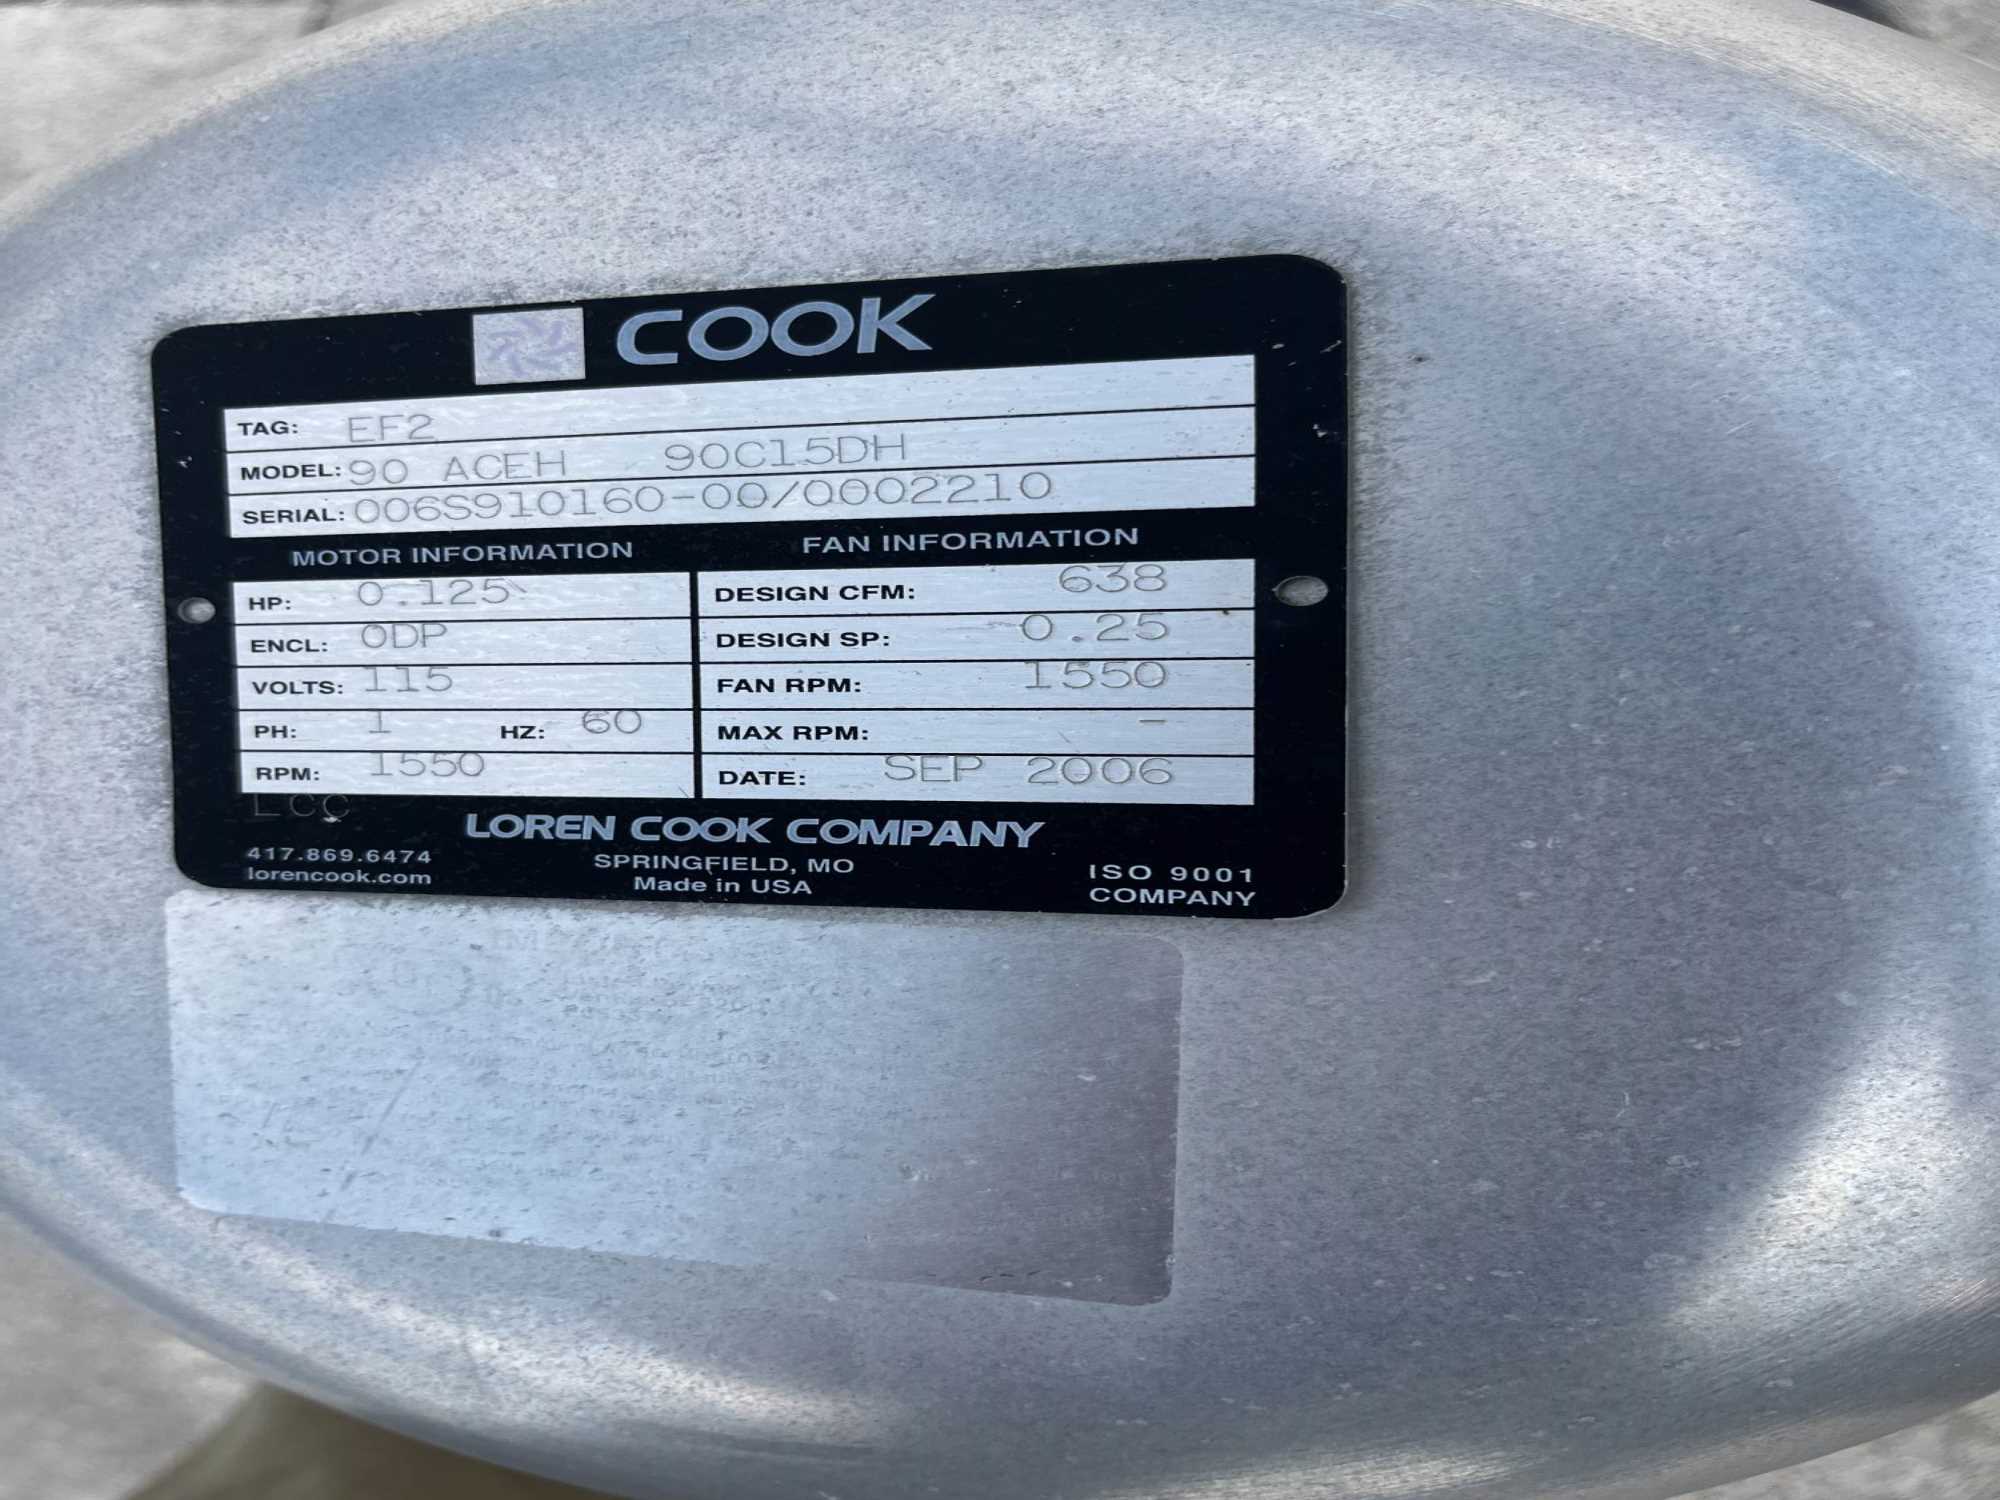 COOK
TAG: EF2
MODEL: 90 ACEH 90C15DH
SERIAL: 006S910160-00/0002210
MOTOR INFORMATION
HP: 0.125
ENCL: ODP
VOLTS: 115
PH: 1 HZ: 60
RPM: 1550
FAN INFORMATION
DESIGN CFM: 638
DESIGN SP: 0.25
FAN RPM: 1550
MAX RPM: -
DATE: SEP 2006
LCC
LOREN COOK COMPANY
417.869.6474
lorencook.com
SPRINGFIELD, MO
Made in USA
ISO 9001
COMPANY